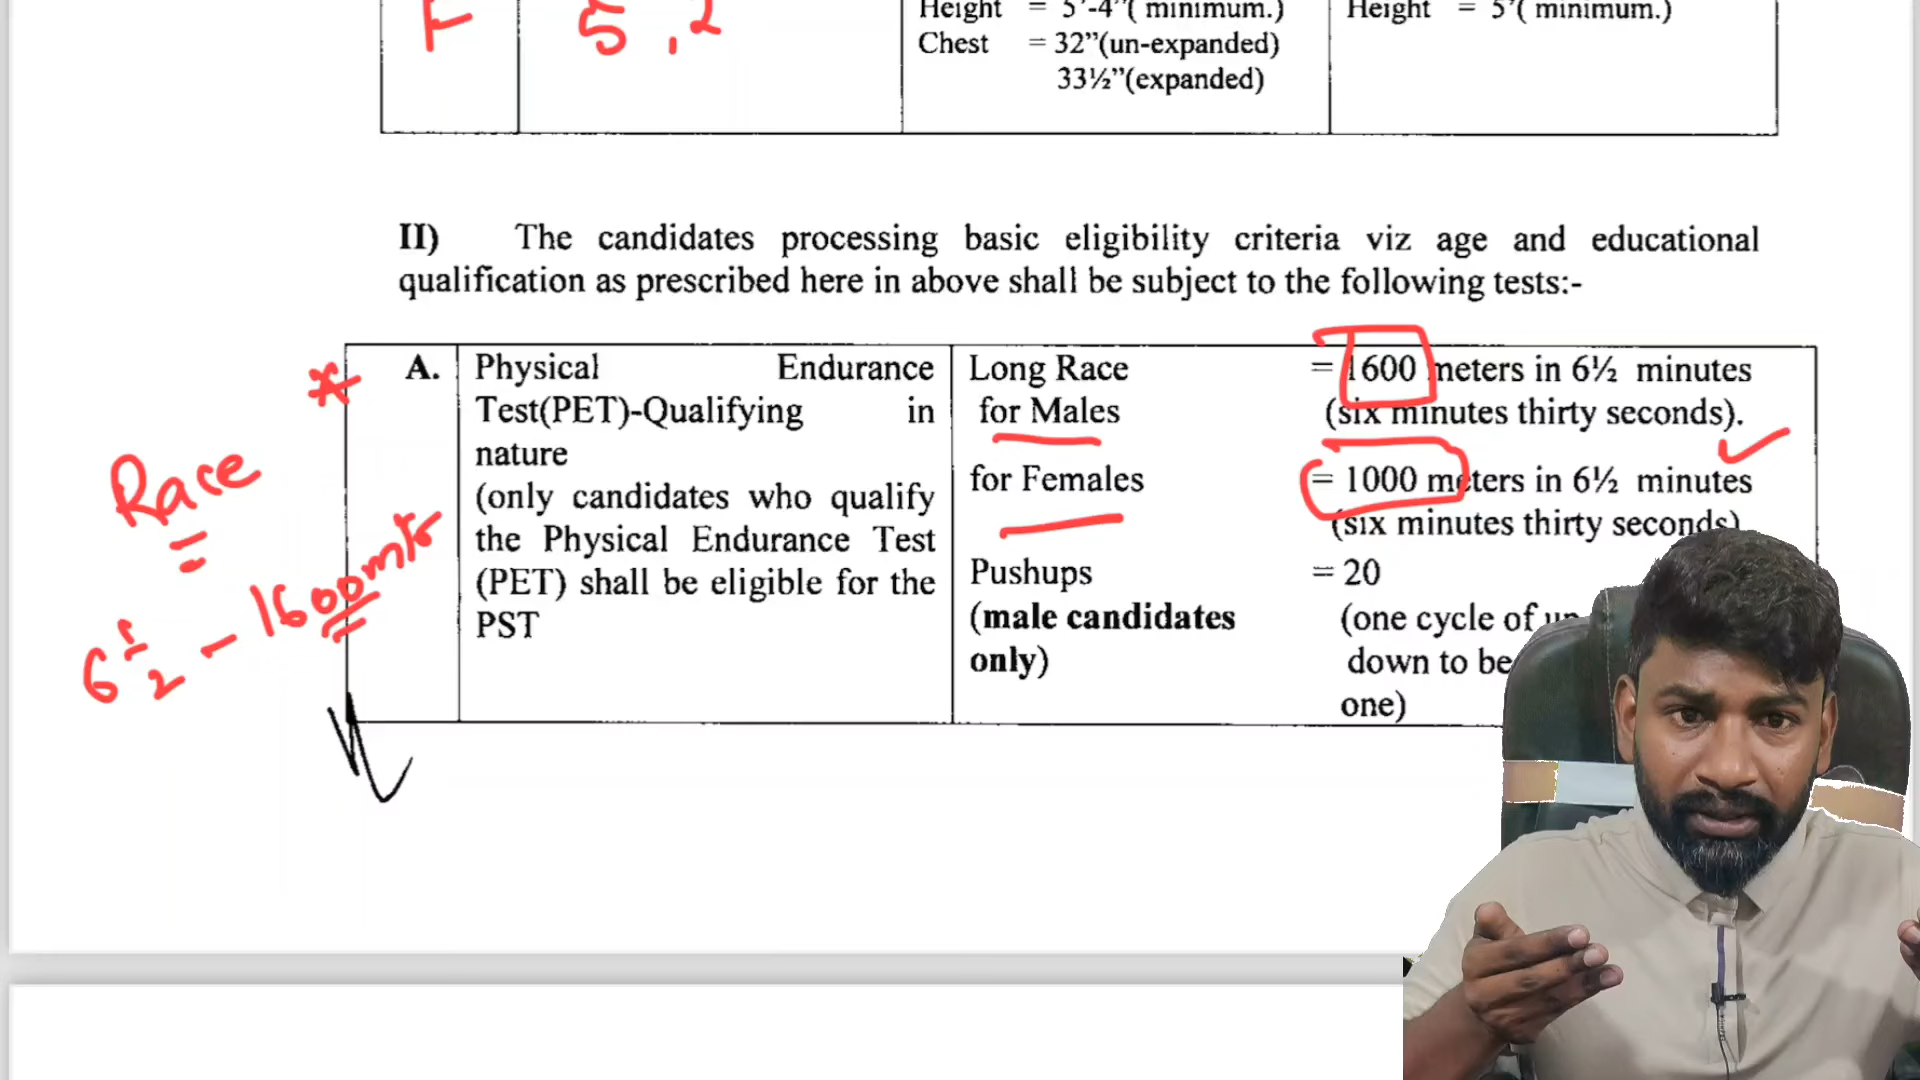 F 5,2
Height = 5'-4"( minimum.)
Chest = 32”(un-expanded)
33½”(expanded)
Height = 5'( minimum.)
II) The candidates processing basic eligibility criteria viz age and educational
qualification as prescribed here in above shall be subject to the following tests:-
A.
Physical Endurance
Test(PET)-Qualifying in
nature
(only candidates who qualify
the Physical Endurance Test
(PET) shall be eligible for the
PST
Long Race = 1600 meters in 6½ minutes
for Males (six minutes thirty seconds).
for Females = 1000 meters in 6½ minutes
(six minutes thirty seconds)
Pushups = 20
(male candidates (one cycle of up
only) down to be
one)
Race
6½ - 1600mtr